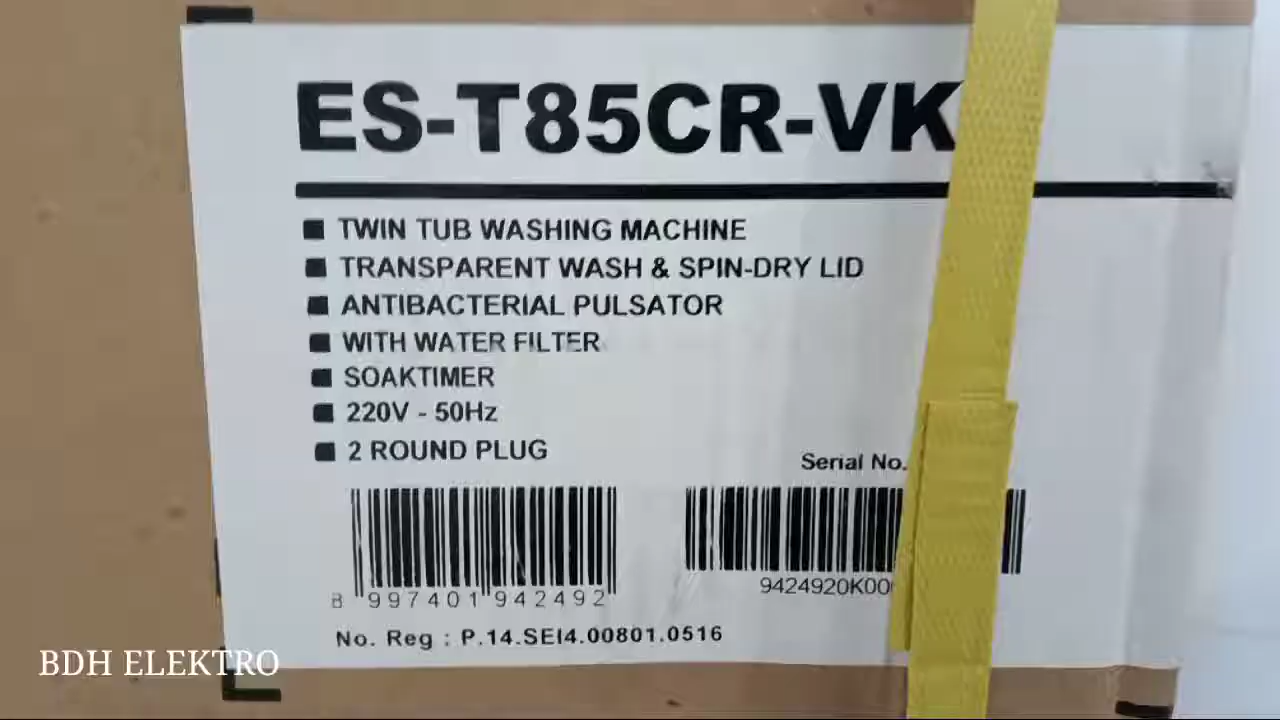 ES-T85CR-VK
TWIN TUB WASHING MACHINE
TRANSPARENT WASH & SPIN-DRY LID
ANTIBACTERIAL PULSATOR
WITH WATER FILTER
SOAKTIMER
220V - 50Hz
2 ROUND PLUG
Serial No.
8 997401 942492
9424920K00
No. Reg : P.14.SEI4.00801.0516
BDH ELEKTRO